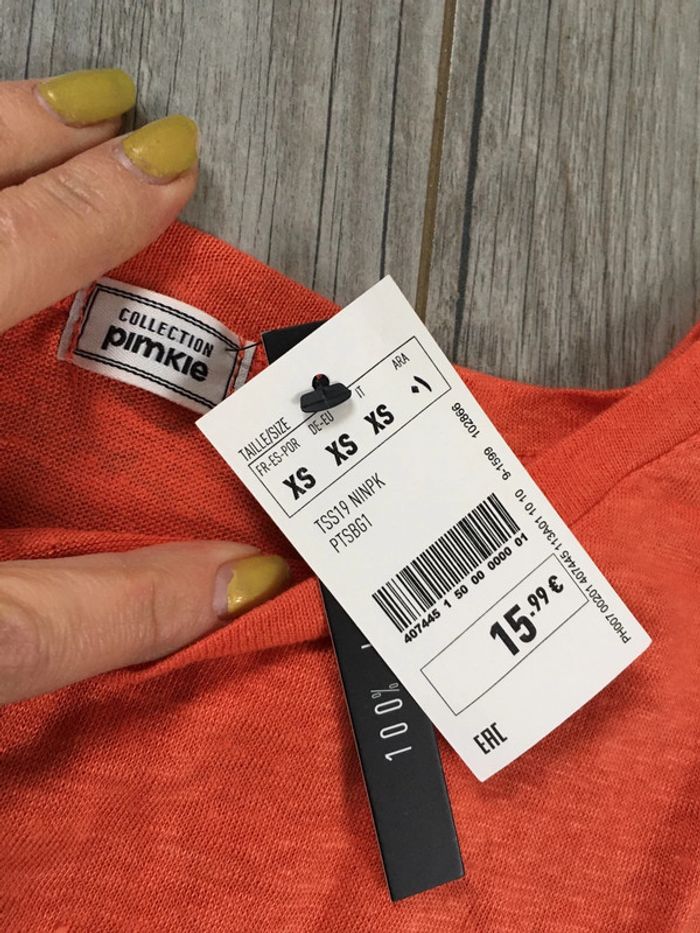 COLLECTION
pimkie
TAILLE/SIZE
FR-ES-POR DE-EU IT ARA
XS XS XS ٠١
TSS19 NINPK
PTSBG1
407445 1 50 00 0000 01
15.99 €
PH007 00201 407445 113A01 10 10 9-1599 102866
EAC
100%